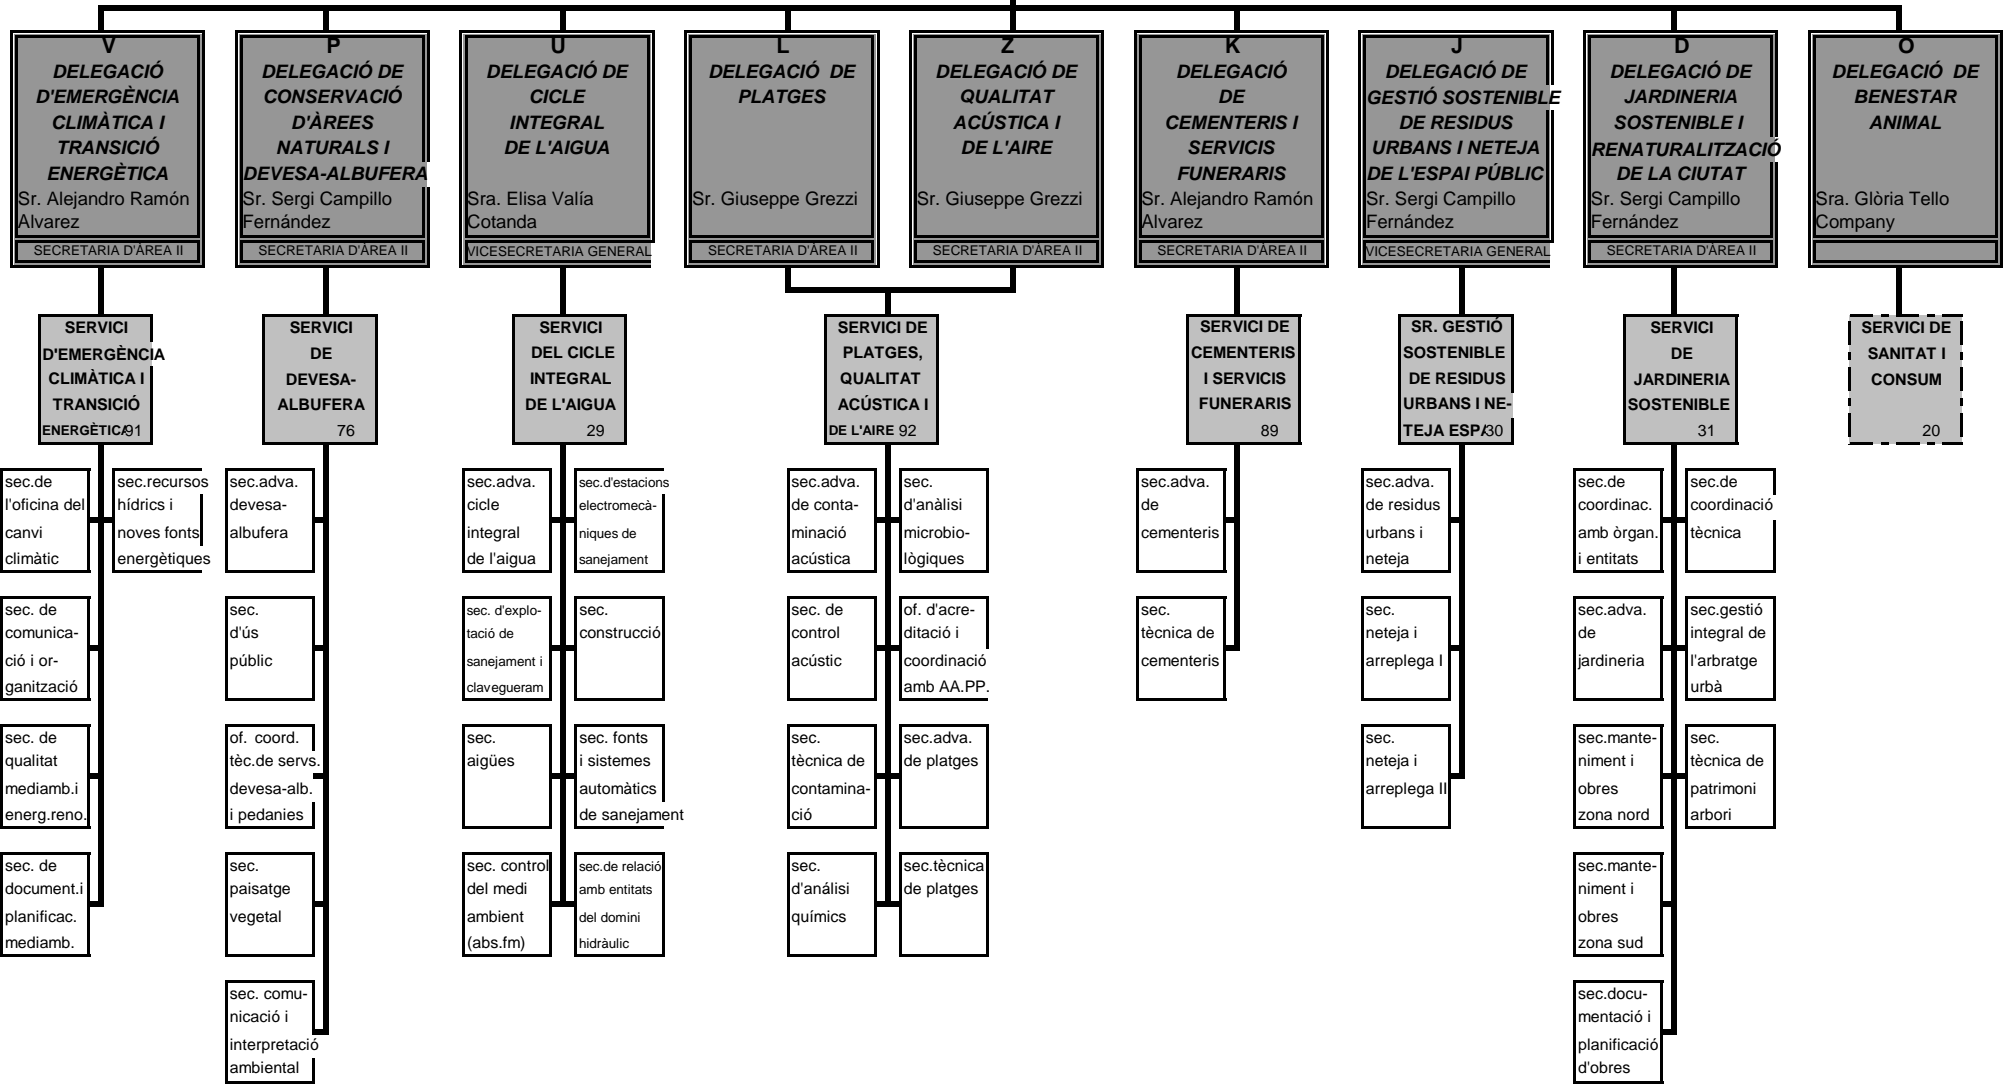 V
DELEGACIÓ
D'EMERGÈNCIA
CLIMÀTICA I
TRANSICIÓ
ENERGÈTICA
Sr. Alejandro Ramón
Alvarez
SECRETARIA D'ÀREA II
P
DELEGACIÓ DE
CONSERVACIÓ
D'ÀREES
NATURALS I
DEVESA-ALBUFERA
Sr. Sergi Campillo
Fernández
SECRETARIA D'ÀREA II
U
DELEGACIÓ DE
CICLE
INTEGRAL
DE L'AIGUA
Sra. Elisa Valía
Cotanda
VICESECRETARIA GENERAL
L
DELEGACIÓ DE
PLATGES
Sr. Giuseppe Grezzi
SECRETARIA D'ÀREA II
Z
DELEGACIÓ DE
QUALITAT
ACÚSTICA I
DE L'AIRE
Sr. Giuseppe Grezzi
SECRETARIA D'ÀREA II
K
DELEGACIÓ
DE
CEMENTERIS I
SERVICIS
FUNERARIS
Sr. Alejandro Ramón
Alvarez
SECRETARIA D'ÀREA II
J
DELEGACIÓ DE
GESTIÓ SOSTENIBLE
DE RESIDUS
URBANS I NETEJA
DE L'ESPAI PÚBLIC
Sr. Sergi Campillo
Fernández
VICESECRETARIA GENERAL
D
DELEGACIÓ DE
JARDINERIA
SOSTENIBLE I
RENATURALITZACIÓ
DE LA CIUTAT
Sr. Sergi Campillo
Fernández
SECRETARIA D'ÀREA II
O
DELEGACIÓ DE
BENESTAR
ANIMAL
Sra. Glòria Tello
Company
SERVICI
D'EMERGÈNCIA
CLIMÀTICA I
TRANSICIÓ
ENERGÈTICA 91
SERVICI
DE
DEVESA-
ALBUFERA
76
SERVICI
DEL CICLE
INTEGRAL
DE L'AIGUA
29
SERVICI DE
PLATGES,
QUALITAT
ACÚSTICA I
DE L'AIRE 92
SERVICI DE
CEMENTERIS
I SERVICIS
FUNERARIS
89
SR. GESTIÓ
SOSTENIBLE
DE RESIDUS
URBANS I NE-
TEJA ESP 30
SERVICI
DE
JARDINERIA
SOSTENIBLE
31
SERVICI DE
SANITAT I
CONSUM
20
sec.de
l'oficina del
canvi
climàtic
sec.recursos
hídrics i
noves fonts
energètiques
sec. de
comunica-
ció i or-
ganització
sec. de
qualitat
mediamb.i
energ.reno.
sec. de
document.i
planificac.
mediamb.
sec.adva.
devesa-
albufera
sec.
d'ús
públic
of. coord.
tèc.de servs.
devesa-alb.
i pedanies
sec.
paisatge
vegetal
sec. comu-
nicació i
interpretació
ambiental
sec.adva.
cicle
integral
de l'aigua
sec.d'estacions
electromecà-
niques de
sanejament
sec. d'explo-
tació de
sanejament i
clavegueram
sec.
construcció
sec.
aigües
sec. fonts
i sistemes
automàtics
de sanejament
sec. control
del medi
ambient
(abs.fm)
sec.de relació
amb entitats
del domini
hidràulic
sec.adva.
de conta-
minació
acústica
sec.
d'anàlisi
microbio-
lògiques
sec. de
control
acústic
of. d'acre-
ditació i
coordinació
amb AA.PP.
sec.
tècnica de
contamina-
ció
sec.adva.
de platges
sec.
d'análisi
químics
sec.tècnica
de platges
sec.adva.
de
cementeris
sec.
tècnica de
cementeris
sec.adva.
de residus
urbans i
neteja
sec.
neteja i
arreplega I
sec.
neteja i
arreplega II
sec.de
coordinac.
amb òrgan.
i entitats
sec.de
coordinació
tècnica
sec.adva.
de
jardineria
sec.gestió
integral de
l'arbratge
urbà
sec.mante-
niment i
obres
zona nord
sec.
tècnica de
patrimoni
arbori
sec.mante-
niment i
obres
zona sud
sec.docu-
mentació i
planificació
d'obres